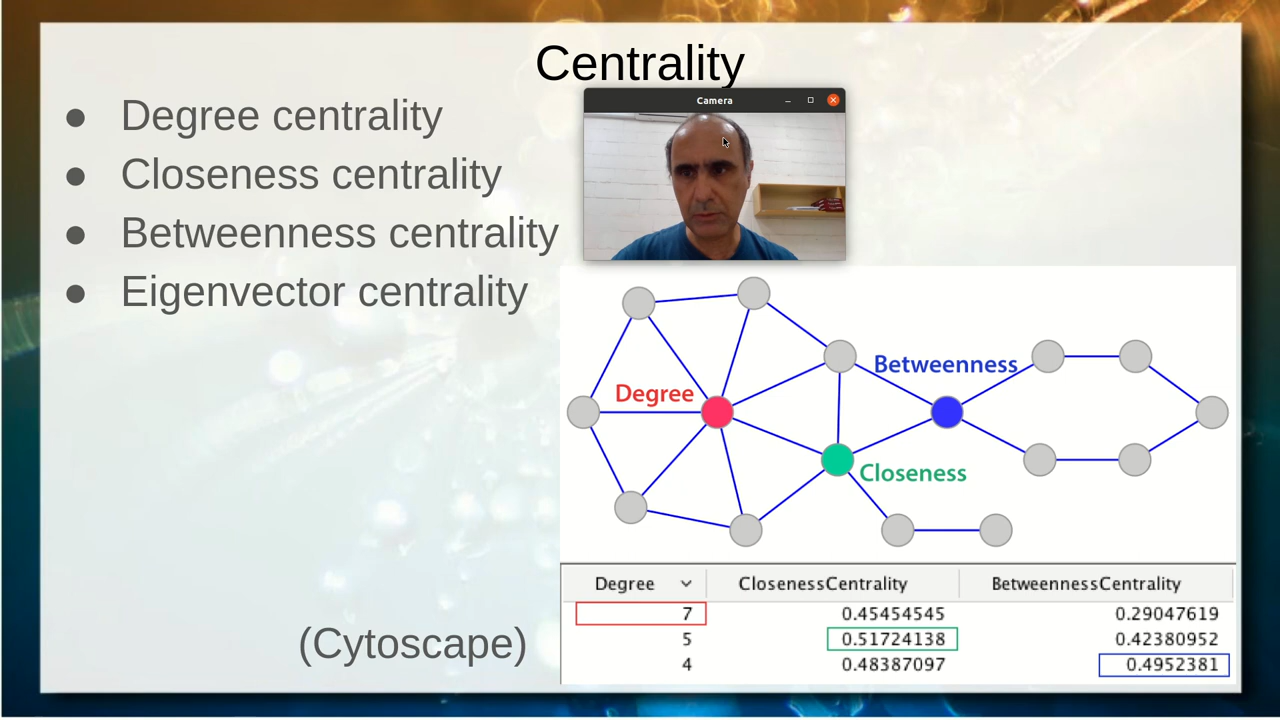 Centrality
Camera
● Degree centrality
● Closeness centrality
● Betweenness centrality
● Eigenvector centrality
Betweenness
Degree
Closeness
Degree ClosenessCentrality BetweennessCentrality
7 0.45454545 0.29047619
5 0.51724138 0.42380952
4 0.48387097 0.4952381
(Cytoscape)